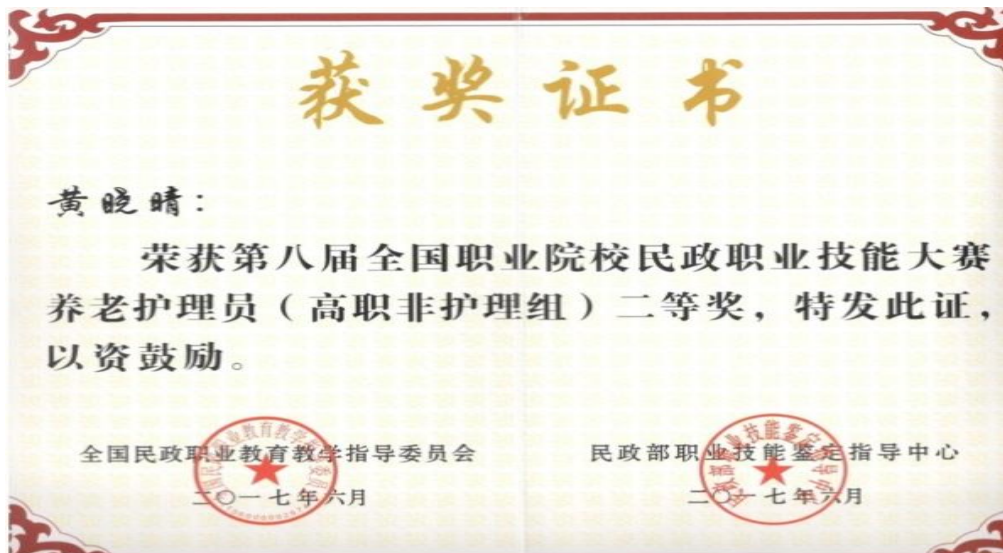 获奖证书
黄晓晴：
荣获第八届全国职业院校民政职业技能大赛
养老护理员（高职非护理组）二等奖，特发此证，
以资鼓励。
全国民政职业教育教学指导委员会
二〇一七年六月
民政部职业技能鉴定指导中心
二〇一七年六月